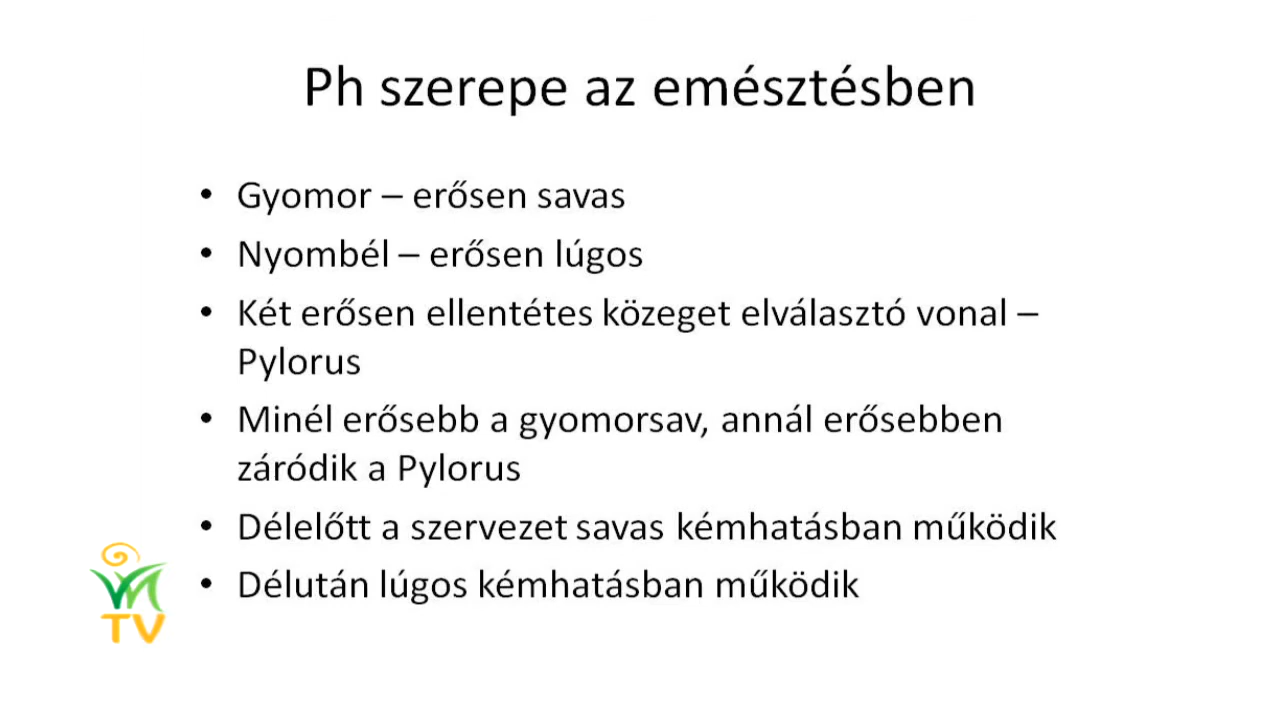 Ph szerepe az emésztésben
• Gyomor – erősen savas
• Nyombél – erősen lúgos
• Két erősen ellentétes közeget elválasztó vonal –
Pylorus
• Minél erősebb a gyomorsav, annál erősebben
záródik a Pylorus
• Délelőtt a szervezet savas kémhatásban működik
• Délután lúgos kémhatásban működik
TV